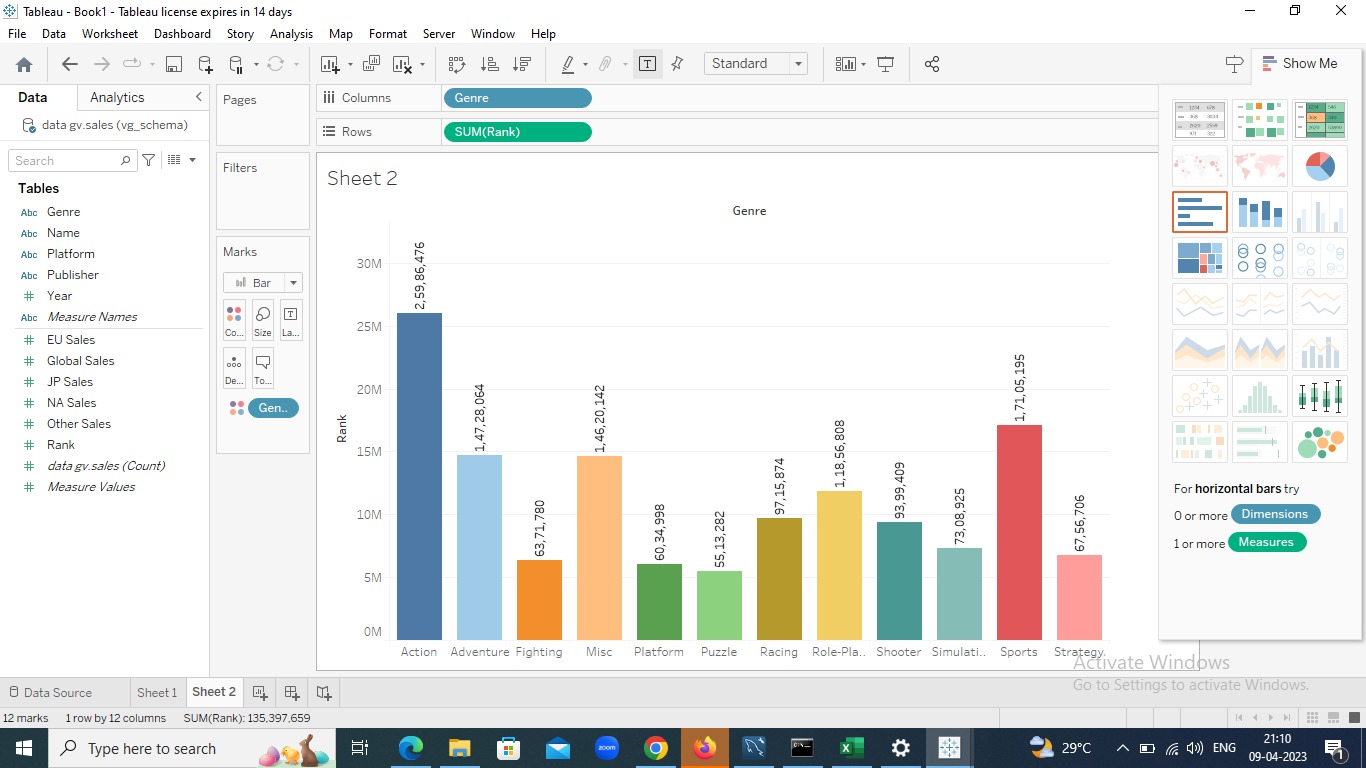 Tableau - Book1 - Tableau license expires in 14 days
File Data Worksheet Dashboard Story Analysis Map Format Server Window Help
Standard
Show Me
Data Analytics
data gv.sales (vg_schema)
Search
Tables
Abc Genre
Abc Name
Abc Platform
Abc Publisher
# Year
Abc Measure Names
# EU Sales
# Global Sales
# JP Sales
# NA Sales
# Other Sales
# Rank
# data gv.sales (Count)
# Measure Values
Pages
Filters
Marks
Bar
Co... Size La...
De... To...
Gen..
Columns Genre
Rows SUM(Rank)
Sheet 2
Genre
Rank
30M
25M
20M
15M
10M
5M
0M
2,59,86,476
1,47,28,064
63,71,780
1,46,20,142
60,34,998
55,13,282
97,15,874
1,18,56,808
93,99,409
73,08,925
1,71,05,195
67,56,706
Action Adventure Fighting Misc Platform Puzzle Racing Role-Pla.. Shooter Simulati.. Sports Strategy
For horizontal bars try
0 or more Dimensions
1 or more Measures
Activate Windows
Go to Settings to activate Windows.
Data Source Sheet 1 Sheet 2
12 marks 1 row by 12 columns SUM(Rank): 135,397,659
Type here to search
zoom
29°C
ENG
21:10
09-04-2023
1